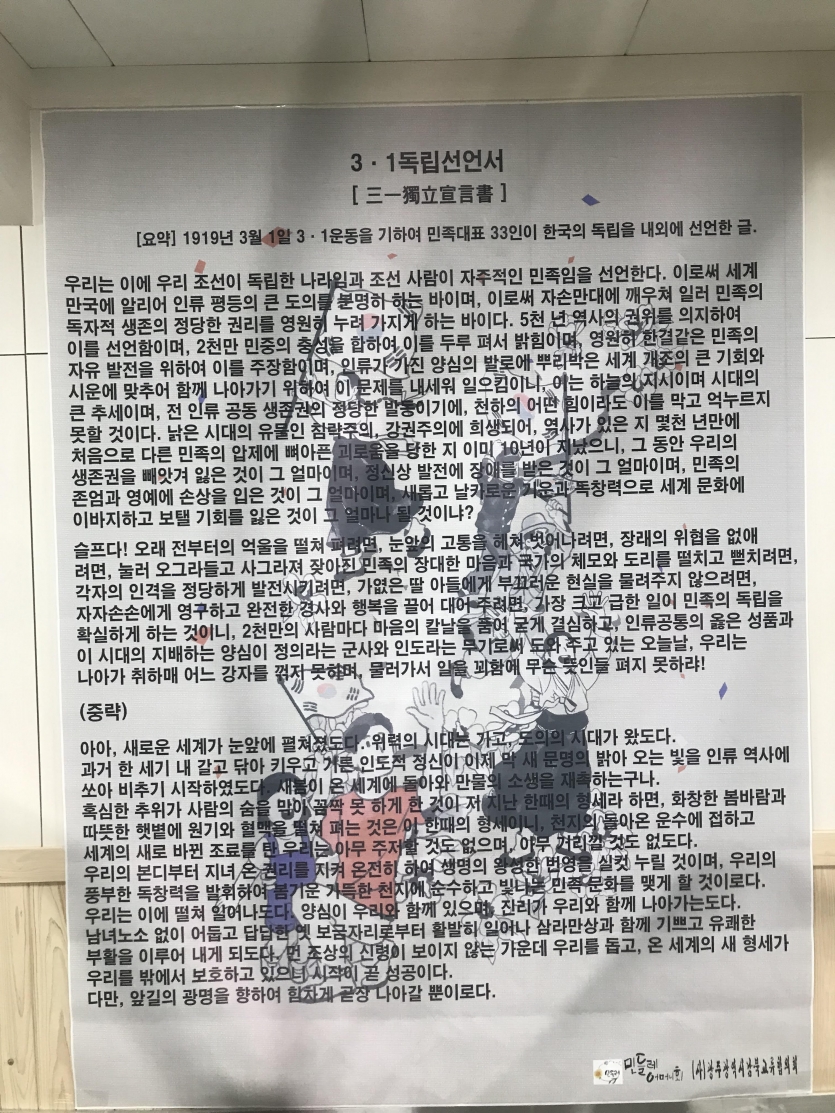 3 · 1독립선언서
[ 三一獨立宣言書 ]
[요약] 1919년 3월 1일 3 · 1운동을 기하여 민족대표 33인이 한국의 독립을 내외에 선언한 글.
우리는 이에 우리 조선이 독립한 나라임과 조선 사람이 자주적인 민족임을 선언한다. 이로써 세계
만국에 알리어 인류 평등의 큰 도의를 분명히 하는 바이며, 이로써 자손만대에 깨우쳐 일러 민족의
독자적 생존의 정당한 권리를 영원히 누려 가지게 하는 바이다. 5천 년 역사의 권위를 의지하여
이를 선언함이며, 2천만 민중의 충성을 합하여 이를 두루 펴서 밝힘이며, 영원히 한결같은 민족의
자유 발전을 위하여 이를 주장함이며, 인류가 가진 양심의 발로에 뿌리박은 세계 개조의 큰 기회와
시운에 맞추어 함께 나아가기 위하여 이 문제를 내세워 일으킴이니, 이는 하늘의 지시이며 시대의
큰 추세이며, 전 인류 공동 생존권의 정당한 발동이기에, 천하의 어떤 힘이라도 이를 막고 억누르지
못할 것이다. 낡은 시대의 유물인 침략주의, 강권주의에 희생되어, 역사가 있은 지 몇천 년만에
처음으로 다른 민족의 압제에 뼈아픈 괴로움을 당한 지 이미 10년이 지났으니, 그 동안 우리의
생존권을 빼앗겨 잃은 것이 그 얼마이며, 정신상 발전에 장애를 받은 것이 그 얼마이며, 민족의
존엄과 영예에 손상을 입은 것이 그 얼마이며, 새롭고 날카로운 기운과 독창력으로 세계 문화에
이바지하고 보탤 기회를 잃은 것이 그 얼마나 될 것이냐?
슬프다! 오래 전부터의 억울을 떨쳐 펴려면, 눈앞의 고통을 헤쳐 벗어나려면, 장래의 위협을 없애
려면, 눌러 오그라들고 사그라져 잦아진 민족의 장대한 마음과 국가의 체모와 도리를 떨치고 뻗치려면,
각자의 인격을 정당하게 발전시키려면, 가엾은 딸 아들에게 부끄러운 현실을 물려주지 않으려면,
자자손손에게 영구하고 완전한 경사와 행복을 끌어 대어 주려면, 가장 크고 급한 일이 민족의 독립을
확실하게 하는 것이니, 2천만의 사람마다 마음의 칼날을 품어 굳게 결심하고, 인류공통의 옳은 성품과
이 시대의 지배하는 양심이 정의라는 군사와 인도라는 무기로써 도와 주고 있는 오늘날, 우리는
나아가 취하매 어느 강자를 꺾지 못하며, 물러가서 일을 꾀함에 무슨 뜻인들 펴지 못하랴!
(중략)
아아, 새로운 세계가 눈앞에 펼쳐졌도다. 위력의 시대는 가고, 도의의 시대가 왔도다.
과거 한 세기 내 갈고 닦아 키우고 기른 인도적 정신이 이제 막 새 문명의 밝아 오는 빛을 인류 역사에
쏘아 비추기 시작하였도다. 새봄이 온 세계에 돌아와 만물의 소생을 재촉하는구나.
혹심한 추위가 사람의 숨을 막아 꼼짝 못 하게 한 것이 저 지난 한때의 형세라 하면, 화창한 봄바람과
따뜻한 햇볕에 원기와 혈맥을 떨쳐 펴는 것은 이 한때의 형세이니, 천지의 돌아온 운수에 접하고
세계의 새로 바뀐 조류를 탄 우리는 아무 주저할 것도 없으며, 아무 거리낄 것도 없도다.
우리의 본디부터 지녀 온 권리를 지켜 온전히 하여 생명의 왕성한 번영을 실컷 누릴 것이며, 우리의
풍부한 독창력을 발휘하여 봄기운 가득한 천지에 순수하고 빛나는 민족 문화를 맺게 할 것이로다.
우리는 이에 떨쳐 일어나도다. 양심이 우리와 함께 있으며, 진리가 우리와 함께 나아가는도다.
남녀노소 없이 어둡고 답답한 옛 보금자리로부터 활발히 일어나 삼라만상과 함께 기쁘고 유쾌한
부활을 이루어 내게 되도다. 먼 조상의 신령이 보이지 않는 가운데 우리를 돕고, 온 세계의 새 형세가
우리를 밖에서 보호하고 있으니 시작이 곧 성공이다.
다만, 앞길의 광명을 향하여 힘차게 곧장 나아갈 뿐이로다.
민들레 어머니회 (사)광주광역시남북교류협의회